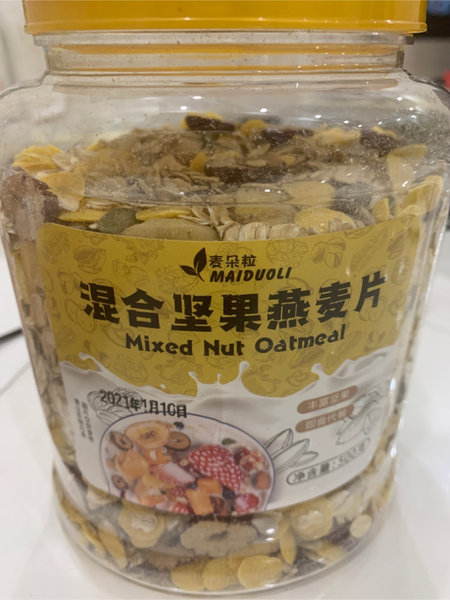 麦朵粒
MAIDUOLI
混合坚果燕麦片
Mixed Nut Oatmeal
2021年1月10日
丰富坚果
即食代餐
净含量:500克